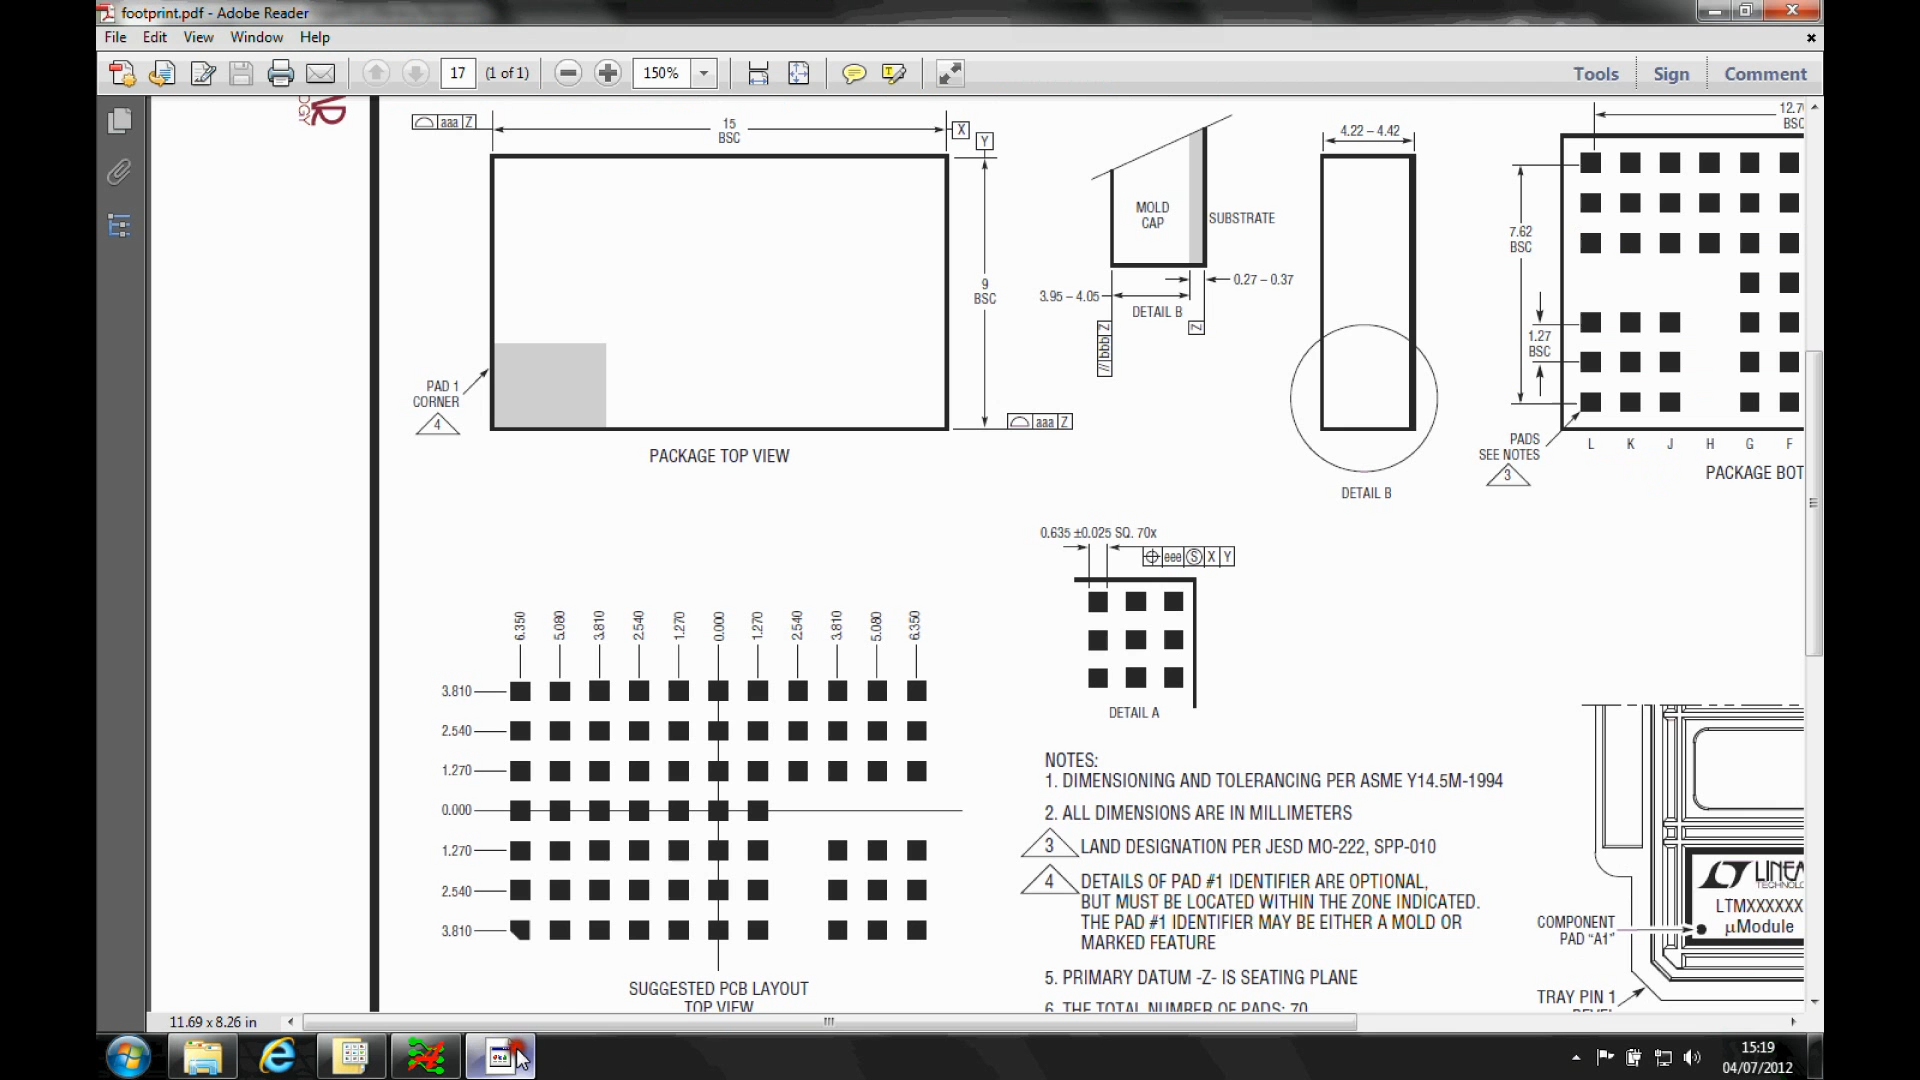 footprint.pdf - Adobe Reader
File Edit View Window Help
17 (1 of 1) 150% Tools Sign Comment
aaa Z
15
BSC
X
Y
9
BSC
PAD 1
CORNER
4
aaa Z
PACKAGE TOP VIEW
MOLD
CAP
SUBSTRATE
0.27 – 0.37
3.95 – 4.05
DETAIL B
Z
// bbb Z
4.22 – 4.42
DETAIL B
BSC
7.62
BSC
1.27
BSC
PADS
SEE NOTES
3
L K J H G F
PACKAGE BOT
0.635 ±0.025 SQ. 70x
eee S X Y
DETAIL A
6.350 5.080 3.810 2.540 1.270 0.000 1.270 2.540 3.810 5.080 6.350
3.810
2.540
1.270
0.000
1.270
2.540
3.810
SUGGESTED PCB LAYOUT
TOP VIEW
NOTES:
1. DIMENSIONING AND TOLERANCING PER ASME Y14.5M-1994
2. ALL DIMENSIONS ARE IN MILLIMETERS
3 LAND DESIGNATION PER JESD MO-222, SPP-010
4 DETAILS OF PAD #1 IDENTIFIER ARE OPTIONAL,
BUT MUST BE LOCATED WITHIN THE ZONE INDICATED.
THE PAD #1 IDENTIFIER MAY BE EITHER A MOLD OR
MARKED FEATURE
5. PRIMARY DATUM -Z- IS SEATING PLANE
6. THE TOTAL NUMBER OF PADS: 70
LINEA
TECHNOLO
LTMXXXXXX
µModule
COMPONENT
PAD “A1”
TRAY PIN 1
11.69 x 8.26 in
15:19
04/07/2012